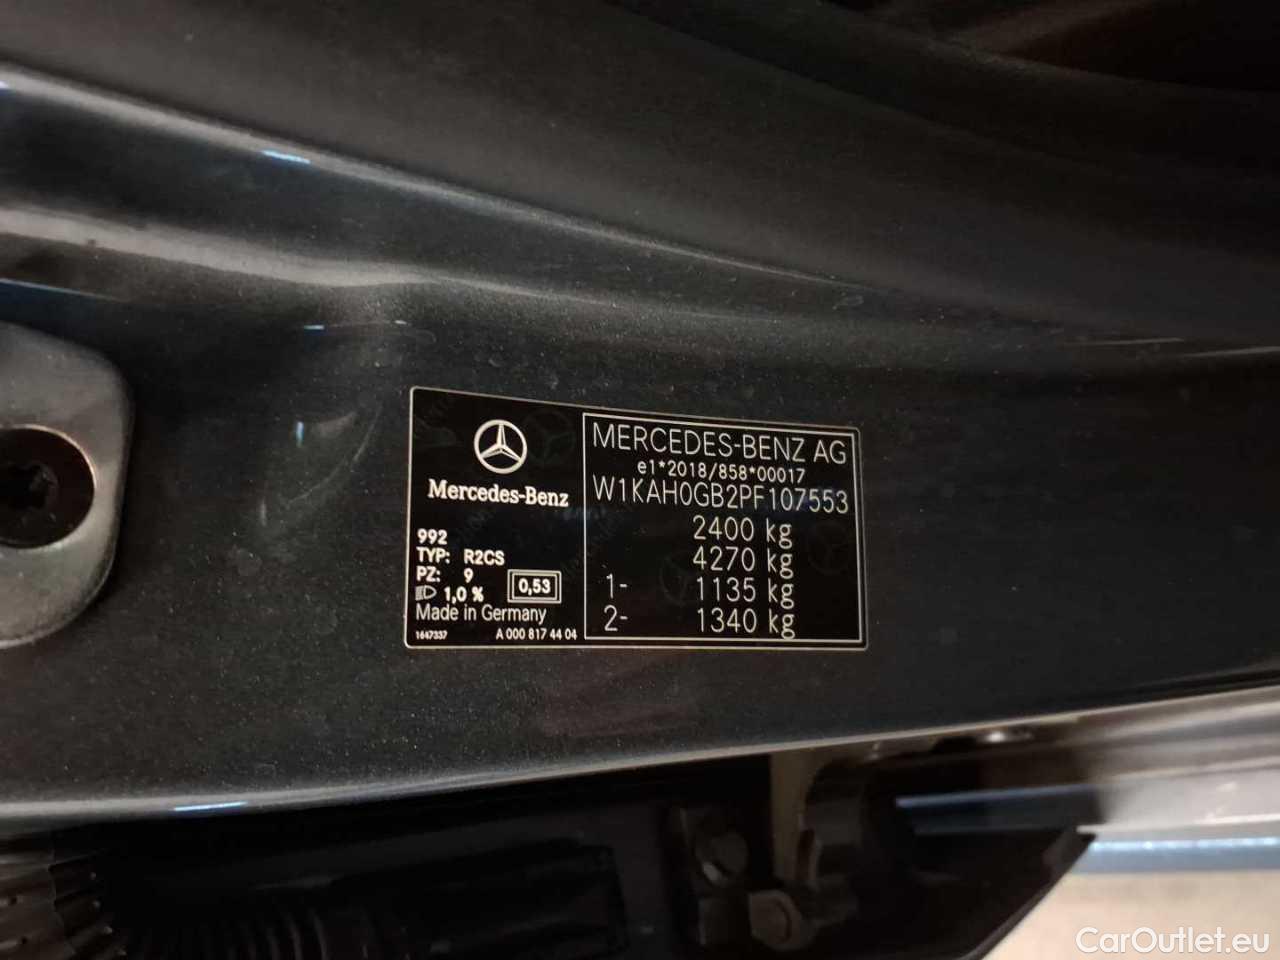 Mercedes-Benz
992
TYP: R2CS
PZ: 9
1,0 %
0,53
Made in Germany
1647337 A 000 817 44 04
MERCEDES-BENZ AG
e1*2018/858*00017
W1KAH0GB2PF107553
2400 kg
4270 kg
1- 1135 kg
2- 1340 kg
CarOutlet.eu